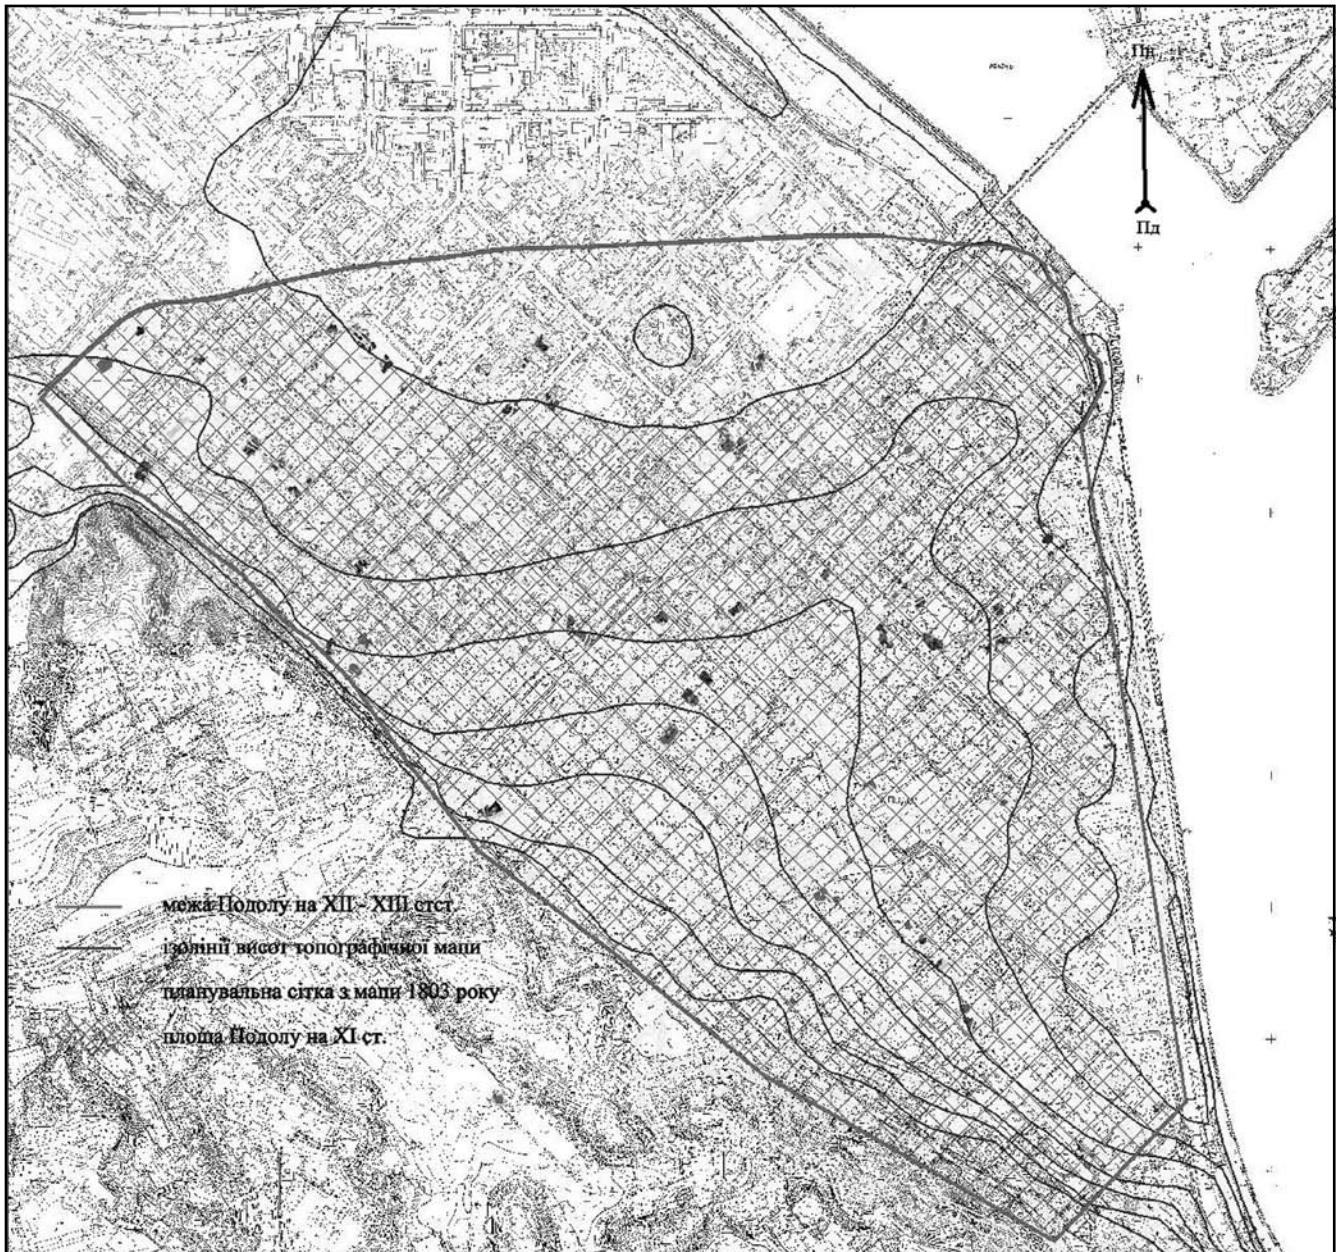 Пн
Пд
межа Подолу на XII - XIII стст.
ізолінії висот топографічної мапи
планувальна сітка з мапи 1803 року
площа Подолу на XI ст.